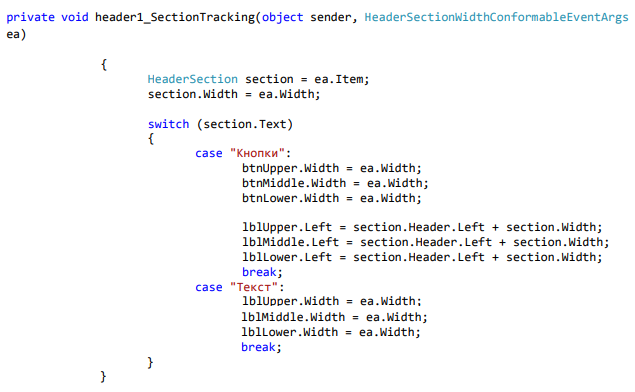 private void header1_SectionTracking(object sender, HeaderSectionWidthConformableEventArgs
ea)
{
HeaderSection section = ea.Item;
section.Width = ea.Width;
switch (section.Text)
{
case "Кнопки":
btnUpper.Width = ea.Width;
btnMiddle.Width = ea.Width;
btnLower.Width = ea.Width;
lblUpper.Left = section.Header.Left + section.Width;
lblMiddle.Left = section.Header.Left + section.Width;
lblLower.Left = section.Header.Left + section.Width;
break;
case "Текст":
lblUpper.Width = ea.Width;
lblMiddle.Width = ea.Width;
lblLower.Width = ea.Width;
break;
}
}